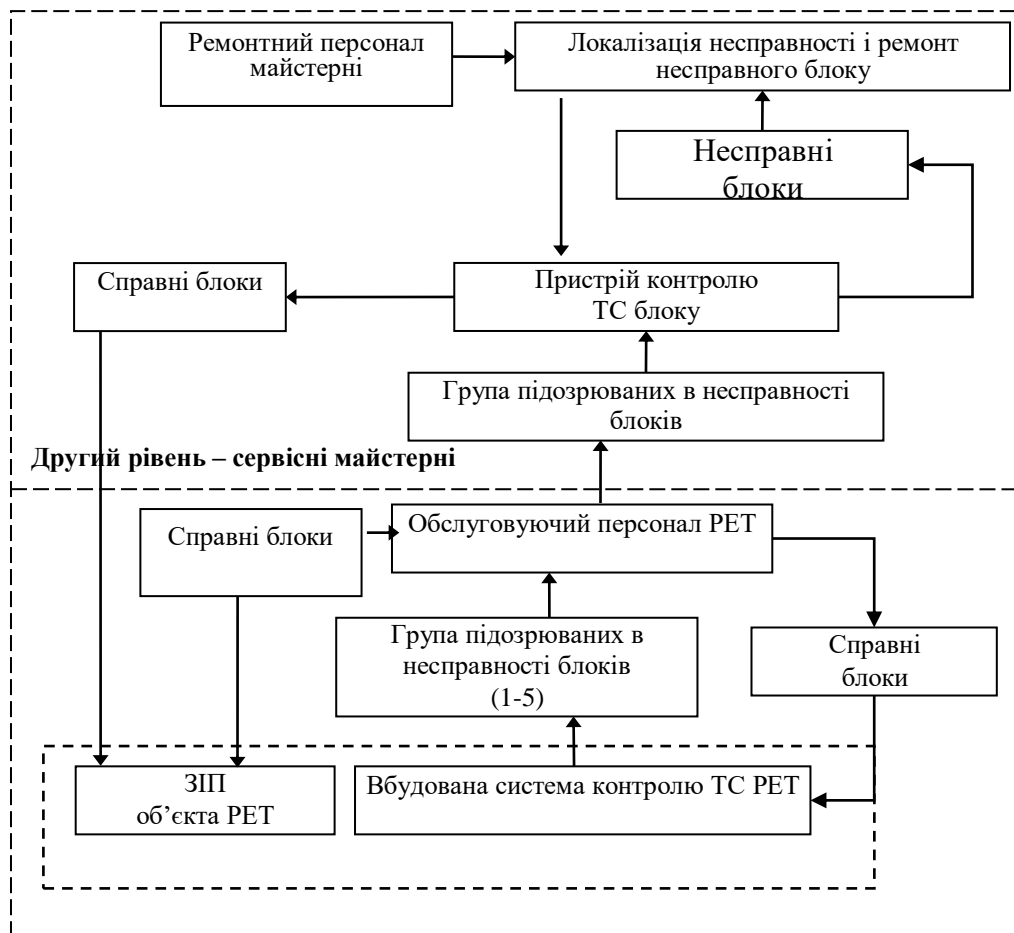 Ремонтний персонал
майстерні
Локалізація несправності і ремонт
несправного блоку
Несправні
блоки
Справні блоки
Пристрій контролю
ТС блоку
Група підозрюваних в несправності
блоків
Другий рівень – сервісні майстерні
Справні блоки
Обслуговуючий персонал РЕТ
Група підозрюваних в
несправності блоків
(1-5)
Справні
блоки
ЗІП
об’єкта РЕТ
Вбудована система контролю ТС РЕТ